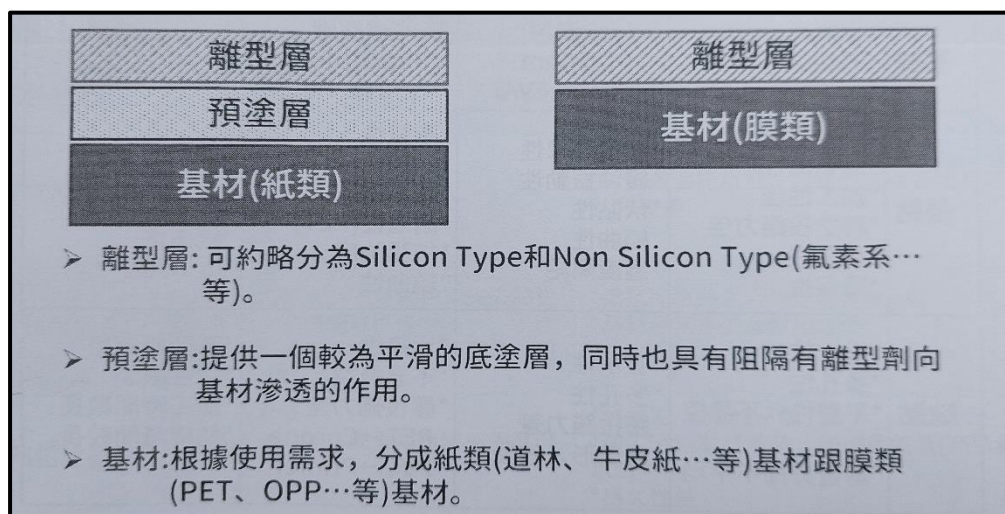 離型層
預塗層
基材(紙類)
離型層
基材(膜類)
➢ 離型層: 可約略分為Silicon Type和Non Silicon Type(氟素系⋯
等)。
➢ 預塗層:提供一個較為平滑的底塗層，同時也具有阻隔有離型劑向
基材滲透的作用。
➢ 基材:根據使用需求，分成紙類(道林、牛皮紙⋯等)基材跟膜類
(PET、OPP⋯等)基材。